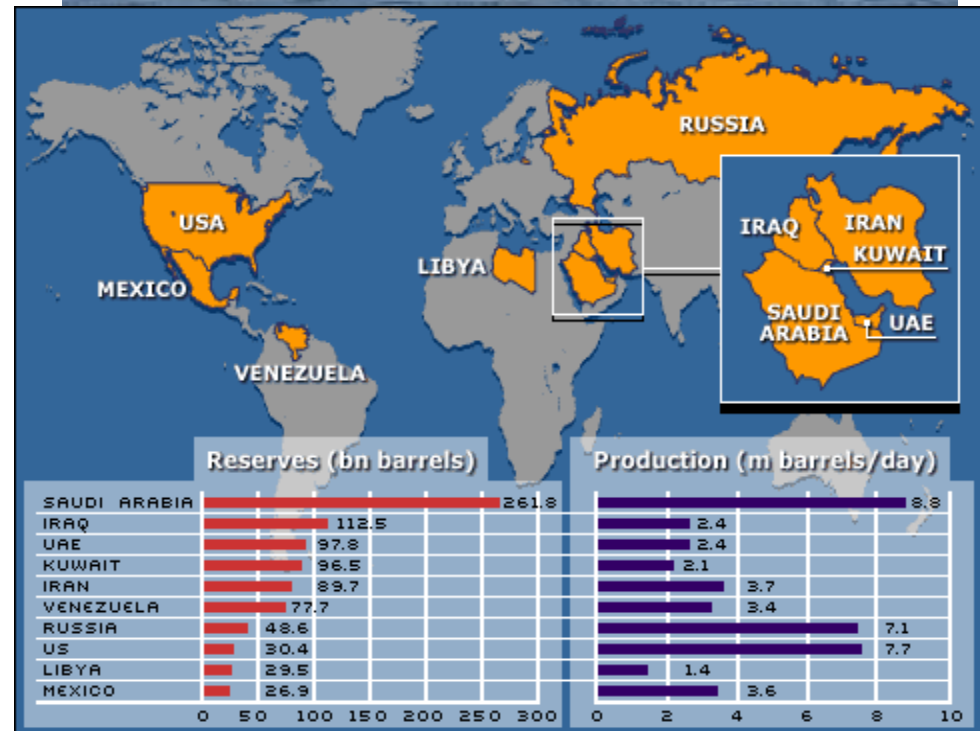 RUSSIA
USA
IRAQ
IRAN
KUWAIT
LIBYA
MEXICO
SAUDI
ARABIA
UAE
VENEZUELA
Reserves (bn barrels)
Production (m barrels/day)
SAUDI ARABIA 261.8 8.8
IRAQ 112.5 2.4
UAE 97.8 2.4
KUWAIT 96.5 2.1
IRAN 89.7 3.7
VENEZUELA 77.7 3.4
RUSSIA 48.6 7.1
US 30.4 7.7
LIBYA 29.5 1.4
MEXICO 26.9 3.6
0 50 100 150 200 250 300 0 2 4 6 8 10